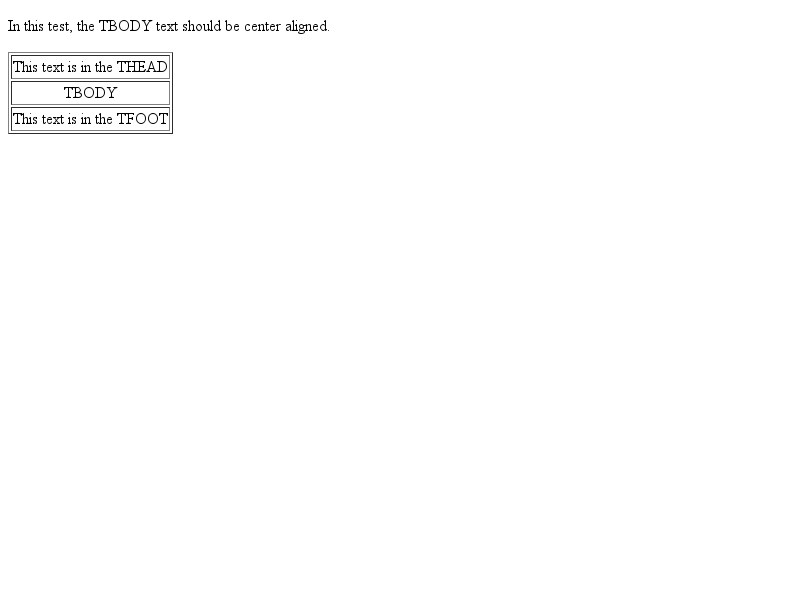 In this test, the TBODY text should be center aligned.
This text is in the THEAD
TBODY
This text is in the TFOOT